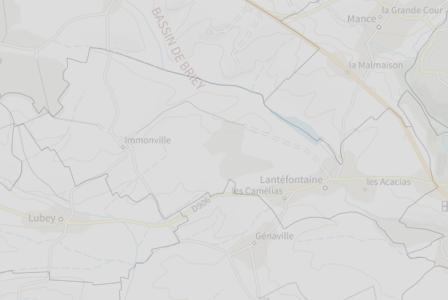 la Grande Cour
Mance
BASSIN DE BRIEY
la Malmaison
Immonville
Lantéfontaine
les Acacias
les Camélias
D906
Lubey
Génaville